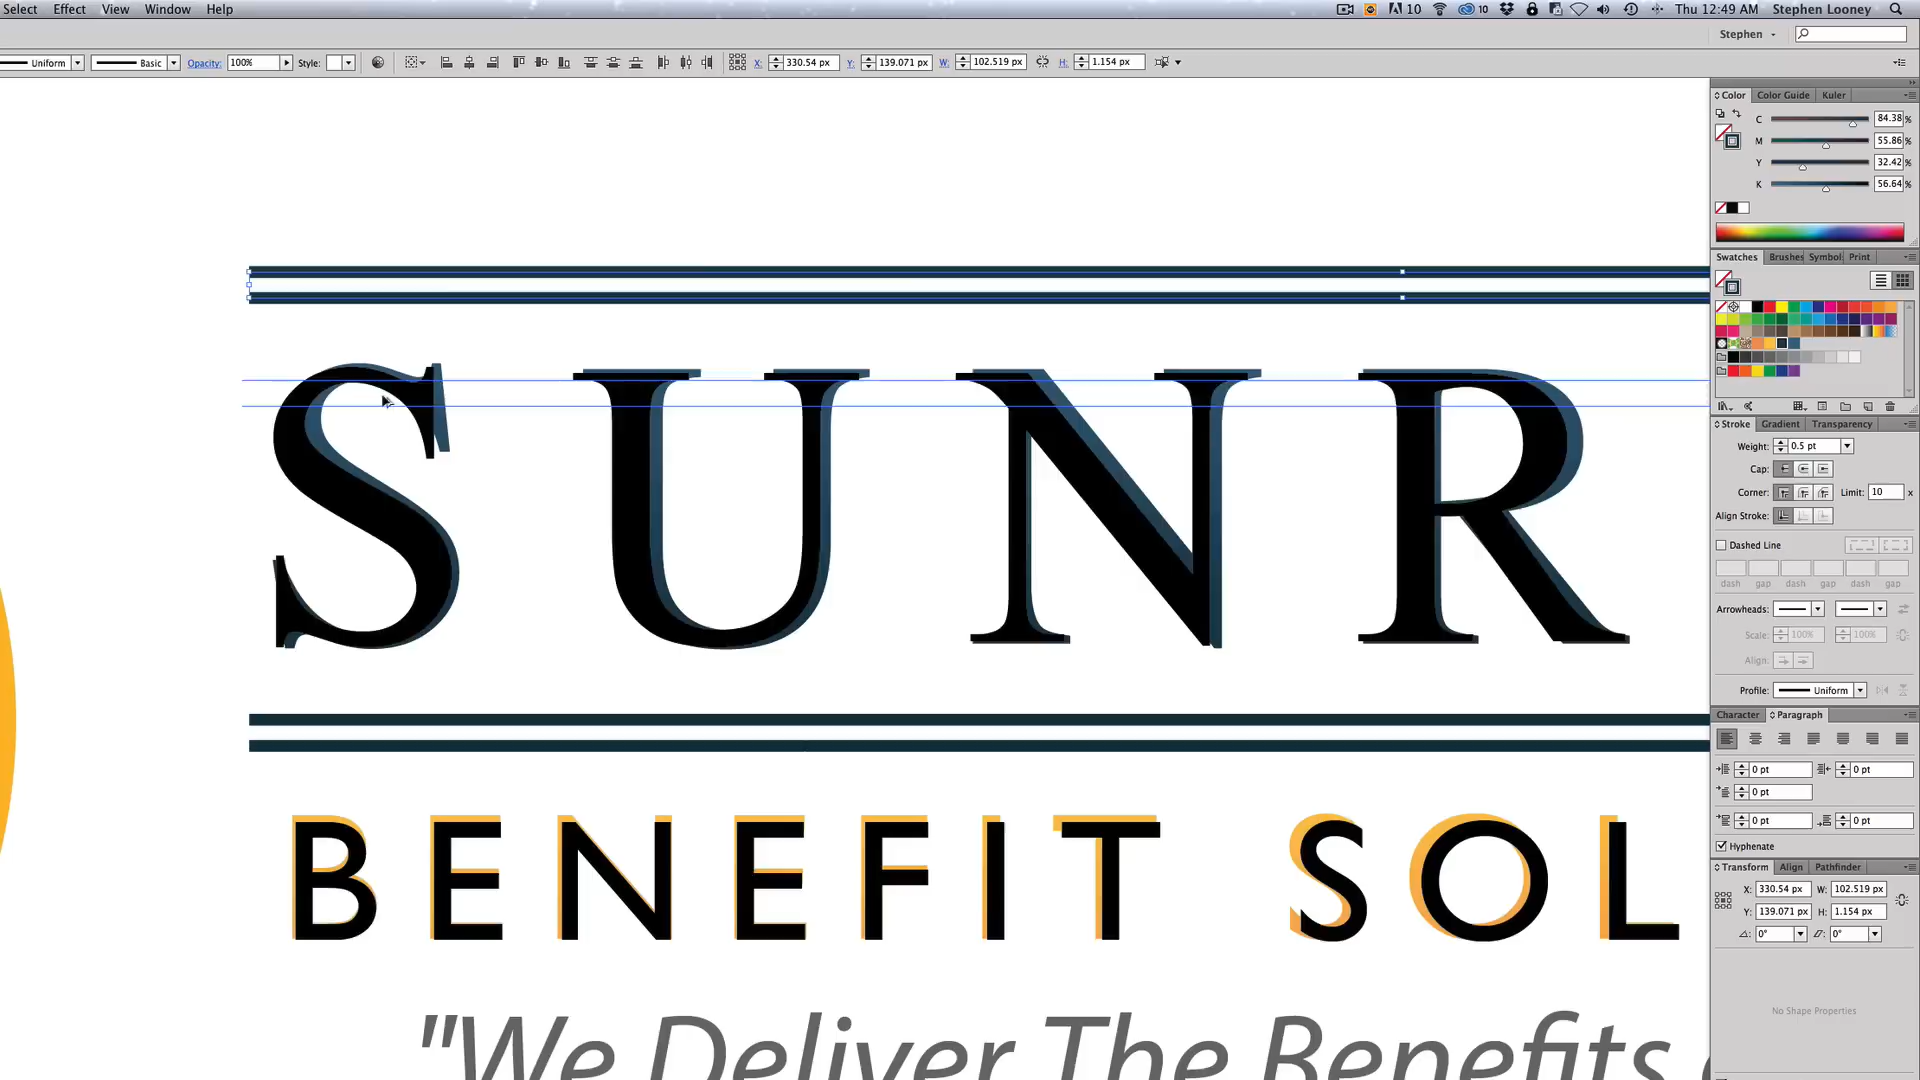 Select Effect View Window Help 10 10 Thu 12:49 AM Stephen Looney
Stephen
Uniform Basic Opacity: 100% Style: X: 330.54 px Y: 139.071 px W: 102.519 px H: 1.154 px
Color Color Guide Kuler
C 84.38 %
M 55.86 %
Y 32.42 %
K 56.64 %
Swatches Brushes Symbol: Print
Stroke Gradient Transparency
Weight: 0.5 pt
Cap:
Corner: Limit: 10 x
Align Stroke:
Dashed Line
dash gap dash gap dash gap
Arrowheads:
Scale: 100% 100%
Align:
Profile: Uniform
Character Paragraph
0 pt 0 pt
0 pt
0 pt 0 pt
Hyphenate
Transform Align Pathfinder
X: 330.54 px W: 102.519 px
Y: 139.071 px H: 1.154 px
0° 0°
No Shape Properties
SUNR
BENEFIT SOL
"We Deliver The Benefits